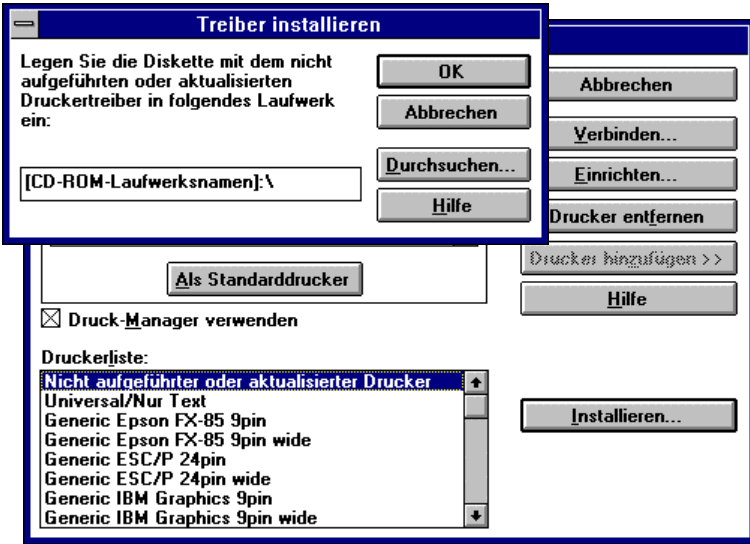 Treiber installieren
Legen Sie die Diskette mit dem nicht
aufgeführten oder aktualisierten
Druckertreiber in folgendes Laufwerk
ein:
[CD-ROM-Laufwerksnamen]:\
OK
Abbrechen
Durchsuchen...
Hilfe
Abbrechen
Verbinden...
Einrichten...
Drucker entfernen
Drucker hinzufügen >>
Hilfe
Als Standarddrucker
Druck-Manager verwenden
Druckerliste:
Nicht aufgeführter oder aktualisierter Drucker
Universal/Nur Text
Generic Epson FX-85 9pin
Generic Epson FX-85 9pin wide
Generic ESC/P 24pin
Generic ESC/P 24pin wide
Generic IBM Graphics 9pin
Generic IBM Graphics 9pin wide
Installieren...